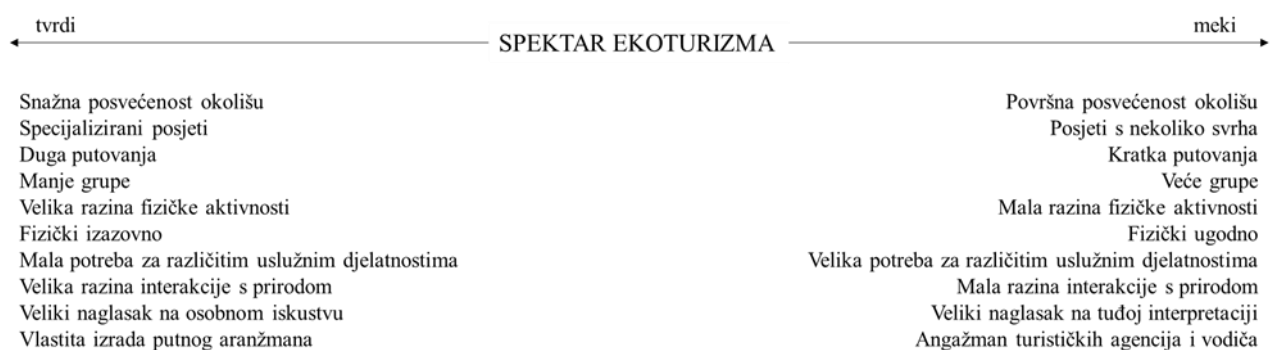 tvrdi meki
SPEKTAR EKOTURIZMA
Snažna posvećenost okolišu Površna posvećenost okolišu
Specijalizirani posjeti Posjeti s nekoliko svrha
Duga putovanja Kratka putovanja
Manje grupe Veće grupe
Velika razina fizičke aktivnosti Mala razina fizičke aktivnosti
Fizički izazovno Fizički ugodno
Mala potreba za različitim uslužnim djelatnostima Velika potreba za različitim uslužnim djelatnostima
Velika razina interakcije s prirodom Mala razina interakcije s prirodom
Veliki naglasak na osobnom iskustvu Veliki naglasak na tuđoj interpretaciji
Vlastita izrada putnog aranžmana Angažman turističkih agencija i vodiča